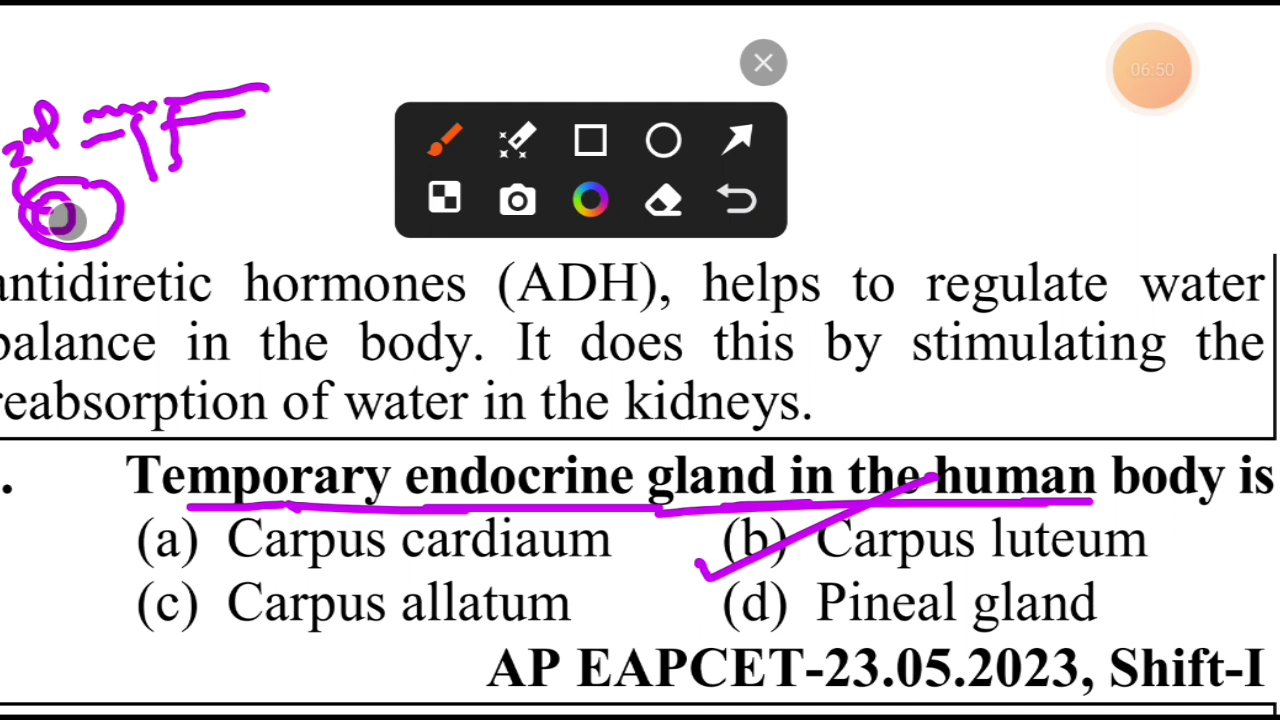 06:50
2nd
antidiretic hormones (ADH), helps to regulate water
balance in the body. It does this by stimulating the
reabsorption of water in the kidneys.
. Temporary endocrine gland in the human body is
(a) Carpus cardiaum (b) Carpus luteum
(c) Carpus allatum (d) Pineal gland
AP EAPCET-23.05.2023, Shift-I